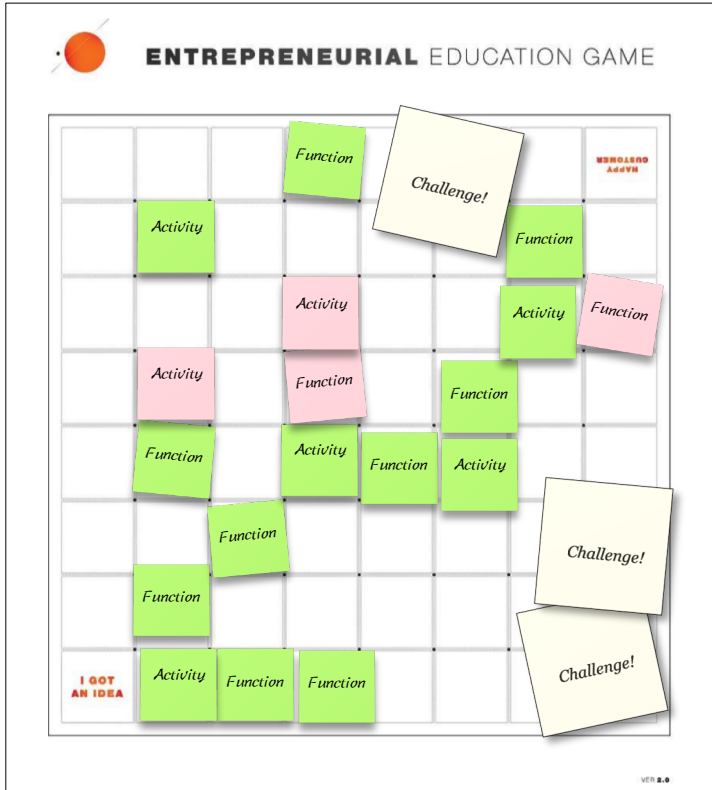 ENTREPRENEURIAL EDUCATION GAME
Function
Challenge!
HAPPY
CUSTOMER
Activity
Function
Activity
Activity
Function
Activity
Function
Function
Function
Activity
Function
Activity
Function
Challenge!
Function
Challenge!
I GOT
AN IDEA
Activity
Function
Function
VER 2.0